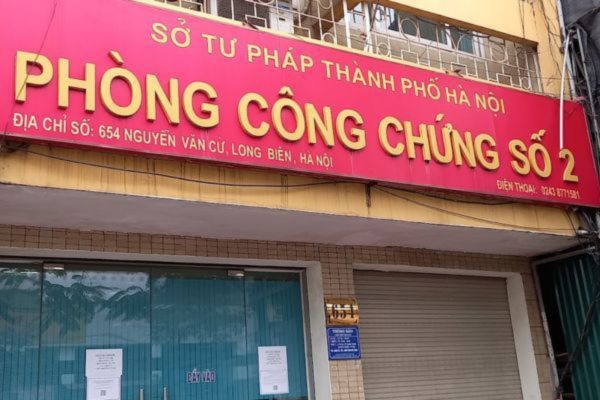 SỞ TƯ PHÁP THÀNH PHỐ HÀ NỘI
PHÒNG CÔNG CHỨNG SỐ 2
ĐỊA CHỈ SỐ: 654 NGUYỄN VĂN CỪ, LONG BIÊN, HÀ NỘI
ĐIỆN THOẠI: 0243 8771581
654
ĐẨY VÀO